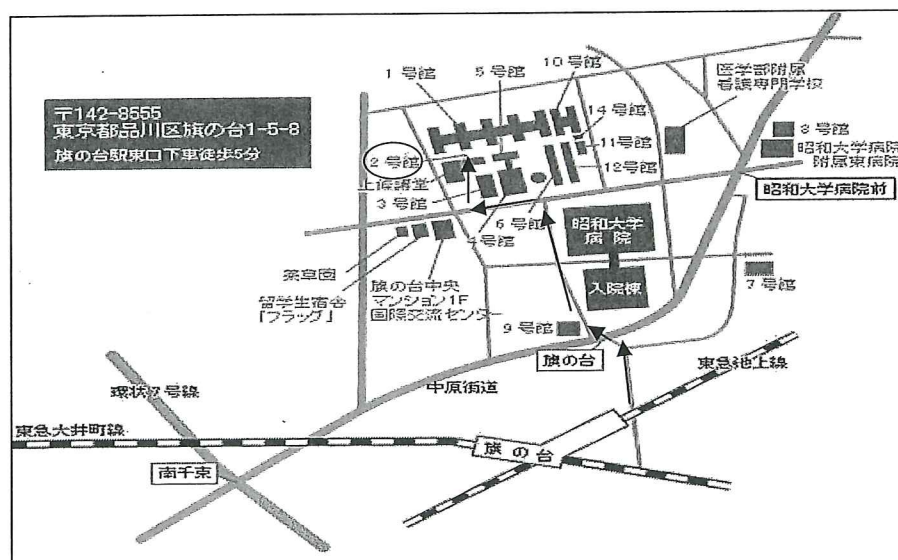 〒142-8555
東京都品川区旗の台1-5-8
旗の台駅東口下車徒歩5分
1号館
5号館
10号館
14号館
11号館
12号館
2号館
上條講堂
3号館
4号館
6号館
医学部附属
看護専門学校
8号館
昭和大学病院
附属東病院
昭和大学病院前
昭和大学
病院
入院棟
7号館
薬草園
留学生宿舎
「フラッグ」
旗の台中央
マンション1F
国際交流センター
9号館
旗の台
東急池上線
中原街道
環状7号線
東急大井町線
旗の台
南千束